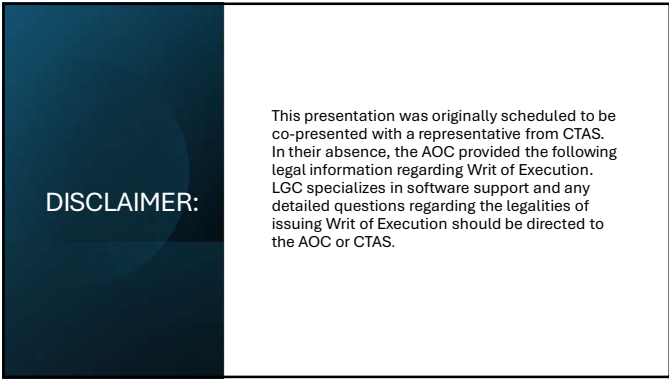 DISCLAIMER:
This presentation was originally scheduled to be
co-presented with a representative from CTAS.
In their absence, the AOC provided the following
legal information regarding Writ of Execution.
LGC specializes in software support and any
detailed questions regarding the legalities of
issuing Writ of Execution should be directed to
the AOC or CTAS.